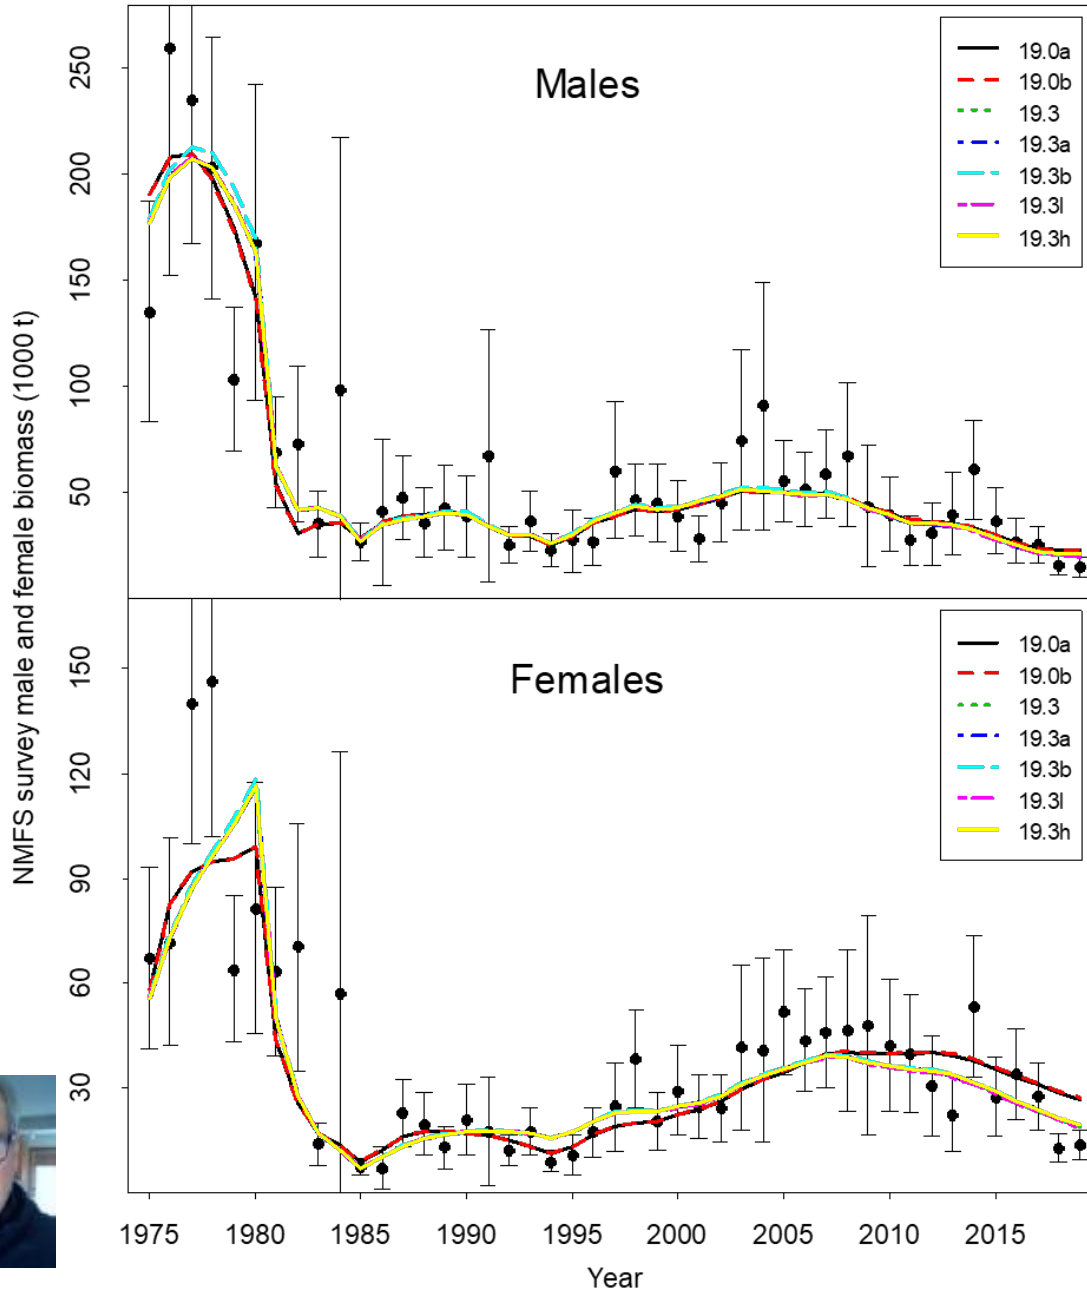 Males
250
200
150
100
50
19.0a
19.0b
19.3
19.3a
19.3b
19.3l
19.3h
NMFS survey male and female biomass (1000 t)
Females
150
120
90
60
30
19.0a
19.0b
19.3
19.3a
19.3b
19.3l
19.3h
1975 1980 1985 1990 1995 2000 2005 2010 2015
Year